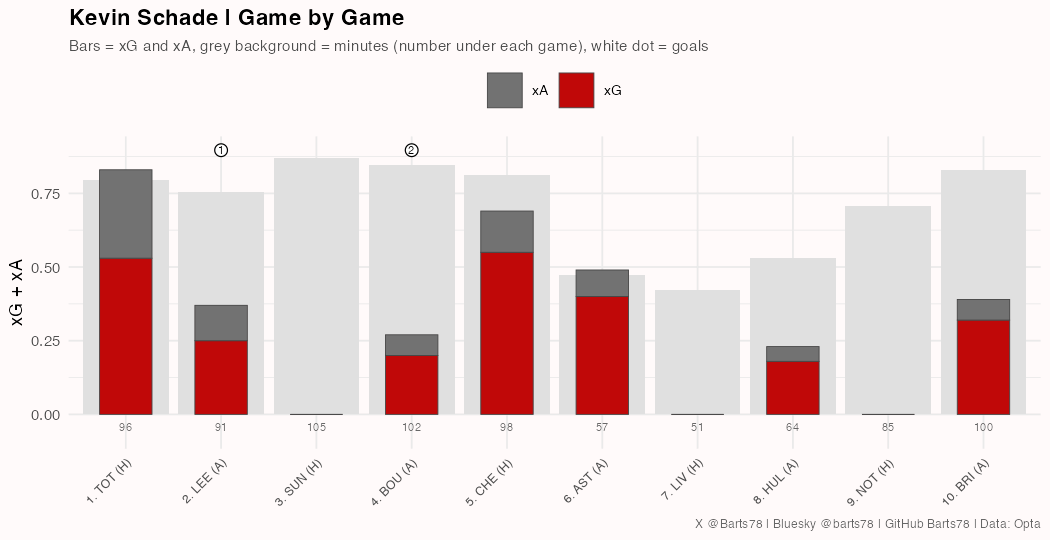 Kevin Schade | Game by Game
Bars = xG and xA, grey background = minutes (number under each game), white dot = goals
xA xG
1 2
0.75
0.50
0.25
0.00
xG + xA
96 91 105 102 98 57 51 64 85 100
1. TOT (H) 2. LEE (A) 3. SUN (H) 4. BOU (A) 5. CHE (H) 6. AST (A) 7. LIV (H) 8. HUL (A) 9. NOT (H) 10. BRI (A)
X @Barts78 | Bluesky @barts78 | GitHub Barts78 | Data: Opta